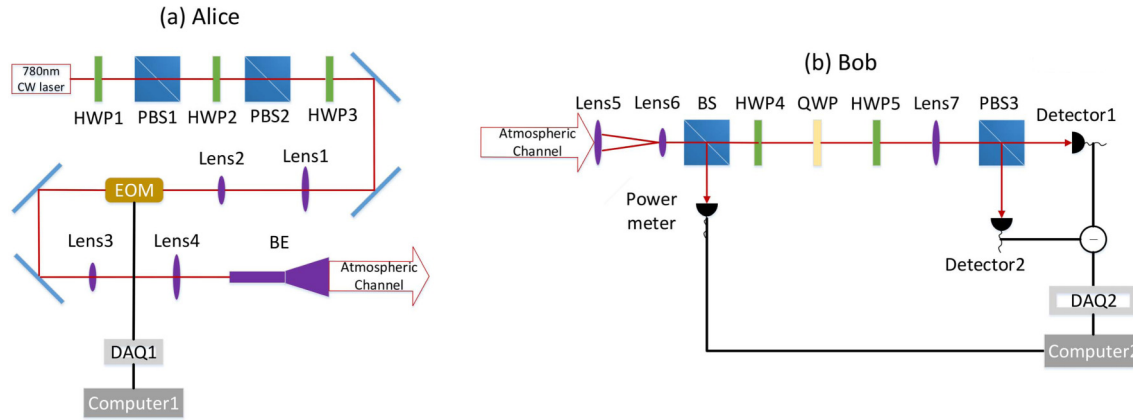 (a) Alice
780nm
CW laser
HWP1
PBS1
HWP2
PBS2
HWP3
Lens2
Lens1
EOM
Lens3
Lens4
BE
Atmospheric
Channel
DAQ1
Computer1
(b) Bob
Lens5
Lens6
BS
HWP4
QWP
HWP5
Lens7
PBS3
Detector1
Atmospheric
Channel
Power
meter
Detector2
−
DAQ2
Computer2